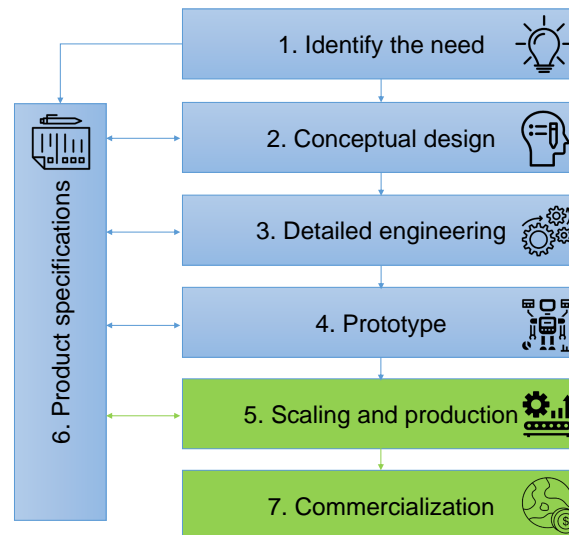 1. Identify the need
2. Conceptual design
3. Detailed engineering
4. Prototype
5. Scaling and production
6. Product specifications
7. Commercialization
$